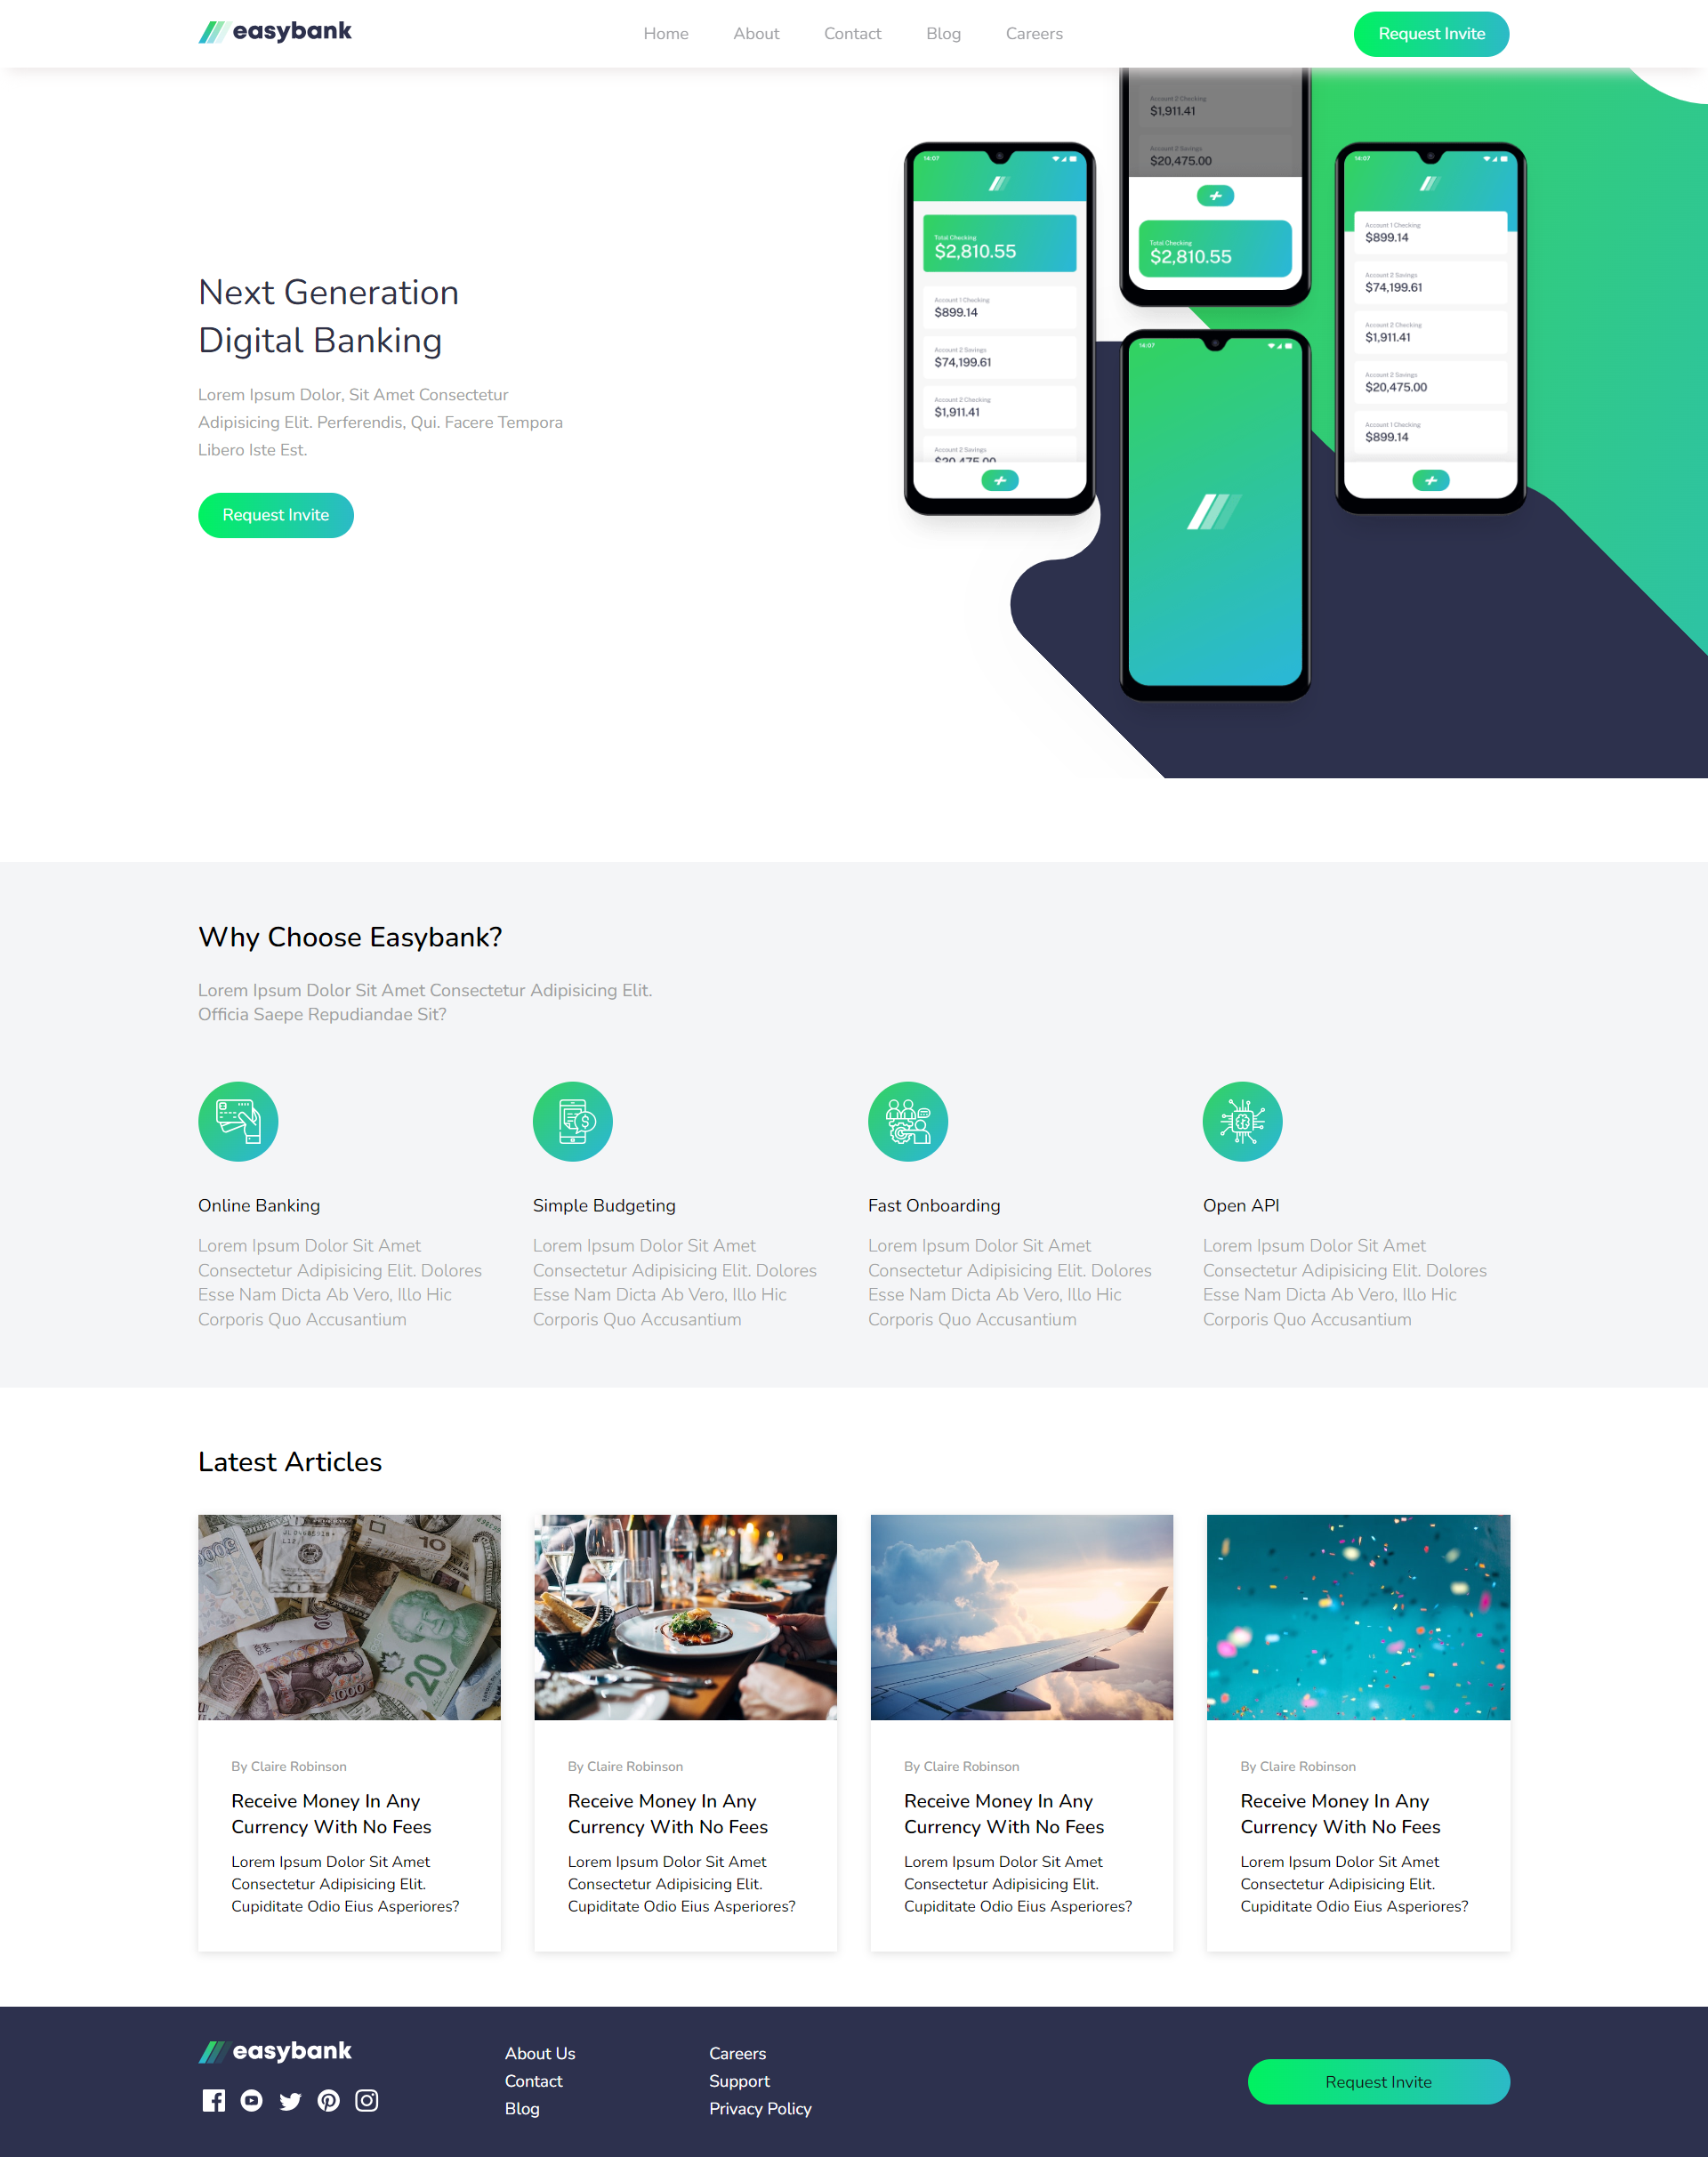 easybank
Home
About
Contact
Blog
Careers
Request Invite
Next Generation
Digital Banking
Lorem Ipsum Dolor, Sit Amet Consectetur
Adipisicing Elit. Perferendis, Qui. Facere Tempora
Libero Iste Est.
Request Invite
14:07
Total Checking
$2,810.55
Account 1 Checking
$899.14
Account 2 Savings
$74,199.61
Account 2 Checking
$1,911.41
Account 2 Savings
$20,475.00
Account 2 Checking
$1,911.41
Account 2 Savings
$20,475.00
Total Checking
$2,810.55
14:07
14:07
Account 1 Checking
$899.14
Account 2 Savings
$74,199.61
Account 2 Checking
$1,911.41
Account 2 Savings
$20,475.00
Account 1 Checking
$899.14
Why Choose Easybank?
Lorem Ipsum Dolor Sit Amet Consectetur Adipisicing Elit.
Officia Saepe Repudiandae Sit?
Online Banking
Lorem Ipsum Dolor Sit Amet
Consectetur Adipisicing Elit. Dolores
Esse Nam Dicta Ab Vero, Illo Hic
Corporis Quo Accusantium
Simple Budgeting
Lorem Ipsum Dolor Sit Amet
Consectetur Adipisicing Elit. Dolores
Esse Nam Dicta Ab Vero, Illo Hic
Corporis Quo Accusantium
Fast Onboarding
Lorem Ipsum Dolor Sit Amet
Consectetur Adipisicing Elit. Dolores
Esse Nam Dicta Ab Vero, Illo Hic
Corporis Quo Accusantium
Open API
Lorem Ipsum Dolor Sit Amet
Consectetur Adipisicing Elit. Dolores
Esse Nam Dicta Ab Vero, Illo Hic
Corporis Quo Accusantium
Latest Articles
10
20
1000
By Claire Robinson
Receive Money In Any
Currency With No Fees
Lorem Ipsum Dolor Sit Amet
Consectetur Adipisicing Elit.
Cupiditate Odio Eius Asperiores?
By Claire Robinson
Receive Money In Any
Currency With No Fees
Lorem Ipsum Dolor Sit Amet
Consectetur Adipisicing Elit.
Cupiditate Odio Eius Asperiores?
By Claire Robinson
Receive Money In Any
Currency With No Fees
Lorem Ipsum Dolor Sit Amet
Consectetur Adipisicing Elit.
Cupiditate Odio Eius Asperiores?
By Claire Robinson
Receive Money In Any
Currency With No Fees
Lorem Ipsum Dolor Sit Amet
Consectetur Adipisicing Elit.
Cupiditate Odio Eius Asperiores?
easybank
About Us
Contact
Blog
Careers
Support
Privacy Policy
Request Invite